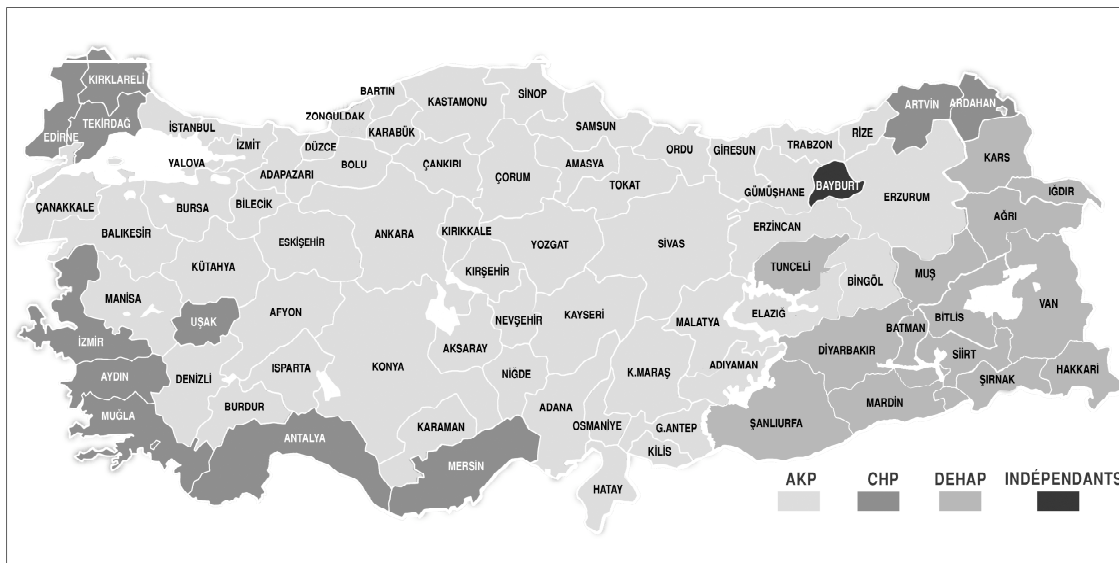 KIRKLARELİ
TEKİRDAĞ
EDİRNE
İSTANBUL
YALOVA
İZMİT
ADAPAZARI
DÜZCE
BOLU
ZONGULDAK
BARTIN
KARABÜK
KASTAMONU
SİNOP
ÇANKIRI
ÇORUM
SAMSUN
AMASYA
TOKAT
ORDU
GİRESUN
TRABZON
RİZE
ARTVİN
ARDAHAN
GÜMÜŞHANE
BAYBURT
ERZURUM
KARS
IĞDIR
AĞRI
ÇANAKKALE
BURSA
BİLECİK
BALIKESİR
ESKİŞEHİR
KÜTAHYA
ANKARA
KIRIKKALE
YOZGAT
KIRŞEHİR
SİVAS
ERZİNCAN
TUNCELİ
BİNGÖL
MUŞ
VAN
MANİSA
UŞAK
AFYON
İZMİR
AYDIN
DENİZLİ
MUĞLA
ISPARTA
BURDUR
ANTALYA
KONYA
AKSARAY
NEVŞEHİR
KAYSERİ
NİĞDE
KARAMAN
MERSİN
ADANA
MALATYA
ELAZIĞ
K.MARAŞ
ADIYAMAN
OSMANİYE
G.ANTEP
KİLİS
HATAY
ŞANLIURFA
DİYARBAKIR
BATMAN
BİTLİS
SİİRT
MARDİN
ŞIRNAK
HAKKARİ
AKP CHP DEHAP INDÉPENDANTS